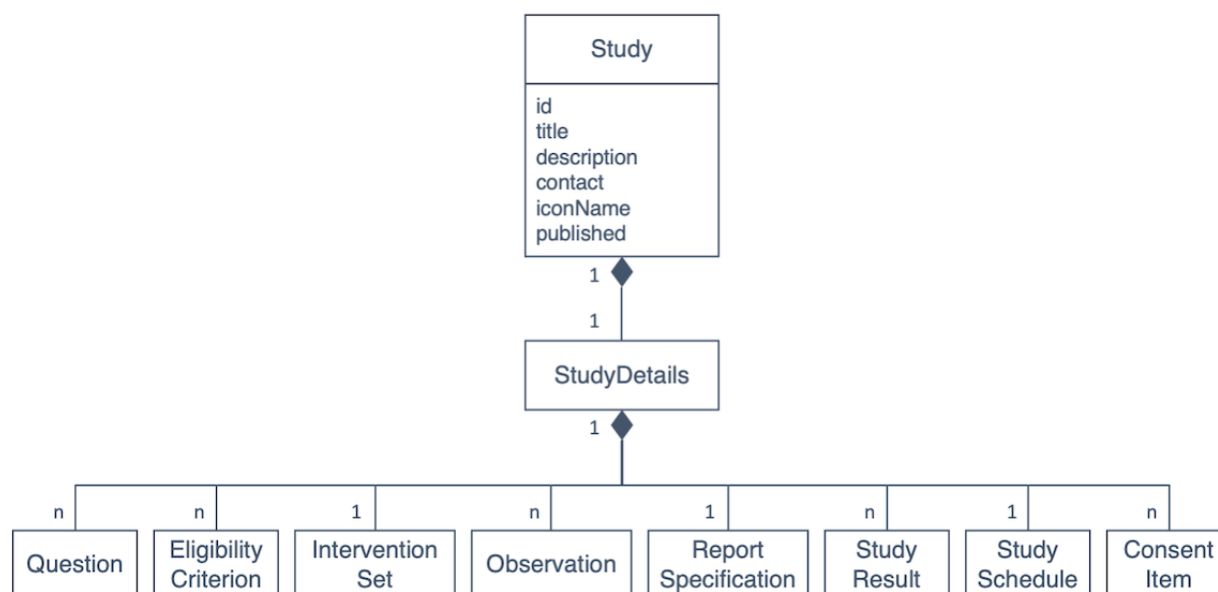 Study
id
title
description
contact
iconName
published
1
1
StudyDetails
1
n n 1 n 1 n 1 n
Question
Eligibility
Criterion
Intervention
Set
Observation
Report
Specification
Study
Result
Study
Schedule
Consent
Item